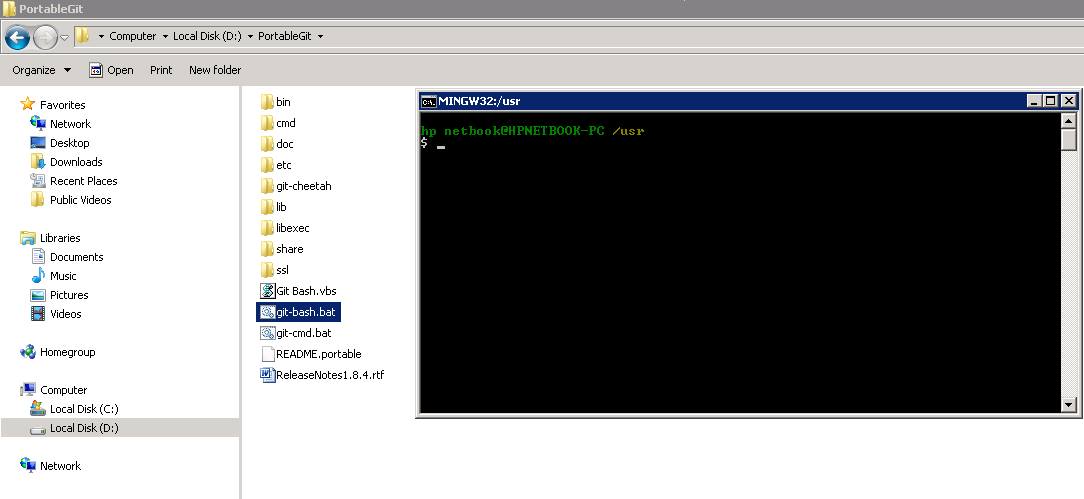 PortableGit
Computer Local Disk (D:) PortableGit
Organize Open Print New folder
Favorites
Network
Desktop
Downloads
Recent Places
Public Videos
Libraries
Documents
Music
Pictures
Videos
Homegroup
Computer
Local Disk (C:)
Local Disk (D:)
Network
bin
cmd
doc
etc
git-cheetah
lib
libexec
share
ssl
Git Bash.vbs
git-bash.bat
git-cmd.bat
README.portable
ReleaseNotes1.8.4.rtf
MINGW32:/usr
hp netbook@HPNETBOOK-PC /usr
$ _